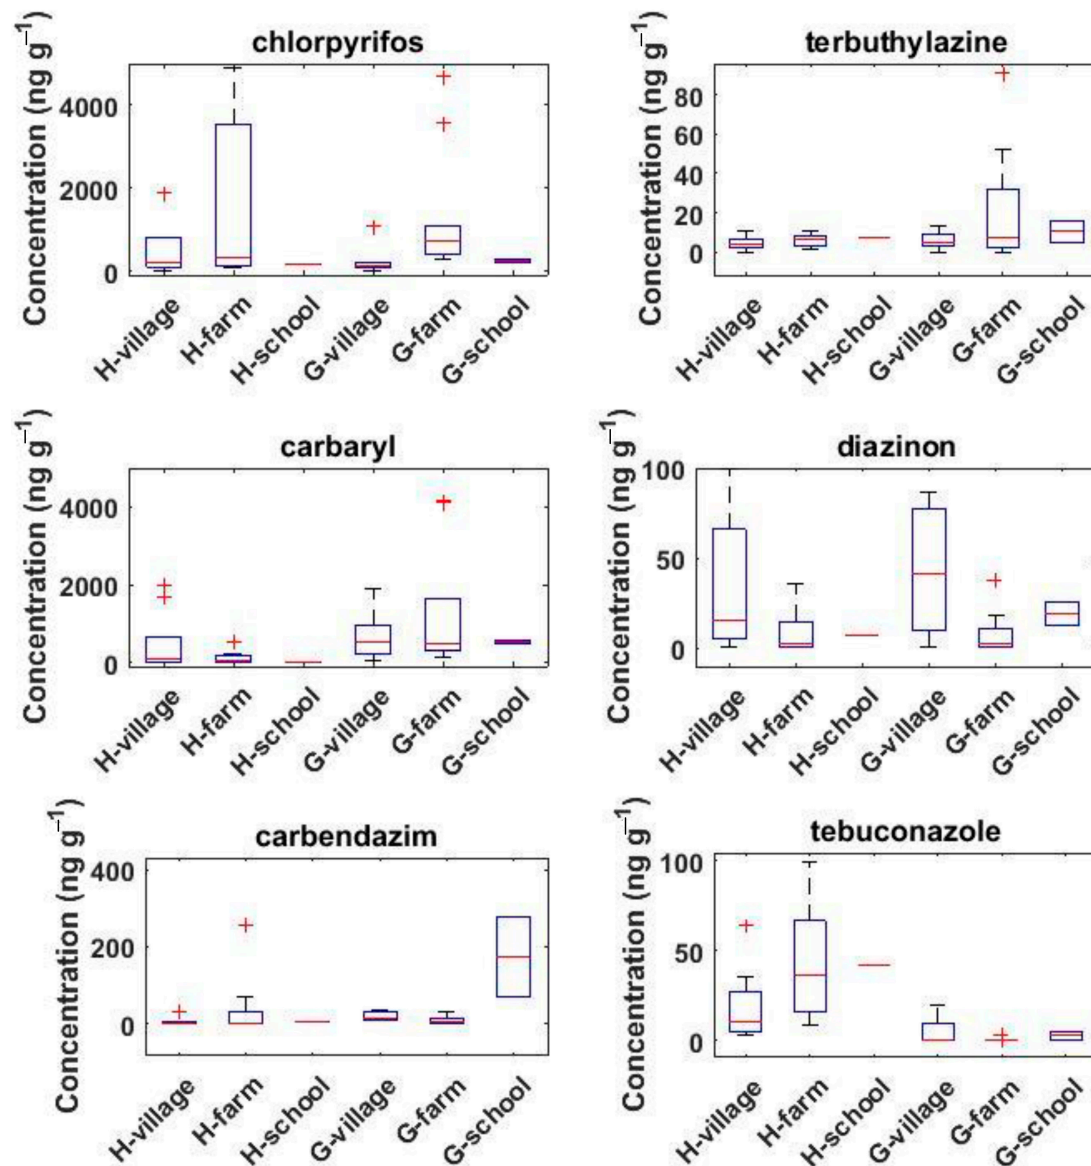 chlorpyrifos
Concentration (ng g⁻¹)
4000
2000
0
H-village
H-farm
H-school
G-village
G-farm
G-school
terbuthylazine
Concentration (ng g⁻¹)
80
60
40
20
0
H-village
H-farm
H-school
G-village
G-farm
G-school
carbaryl
Concentration (ng g⁻¹)
4000
2000
0
H-village
H-farm
H-school
G-village
G-farm
G-school
diazinon
Concentration (ng g⁻¹)
100
50
0
H-village
H-farm
H-school
G-village
G-farm
G-school
carbendazim
Concentration (ng g⁻¹)
400
200
0
H-village
H-farm
H-school
G-village
G-farm
G-school
tebuconazole
Concentration (ng g⁻¹)
100
50
0
H-village
H-farm
H-school
G-village
G-farm
G-school